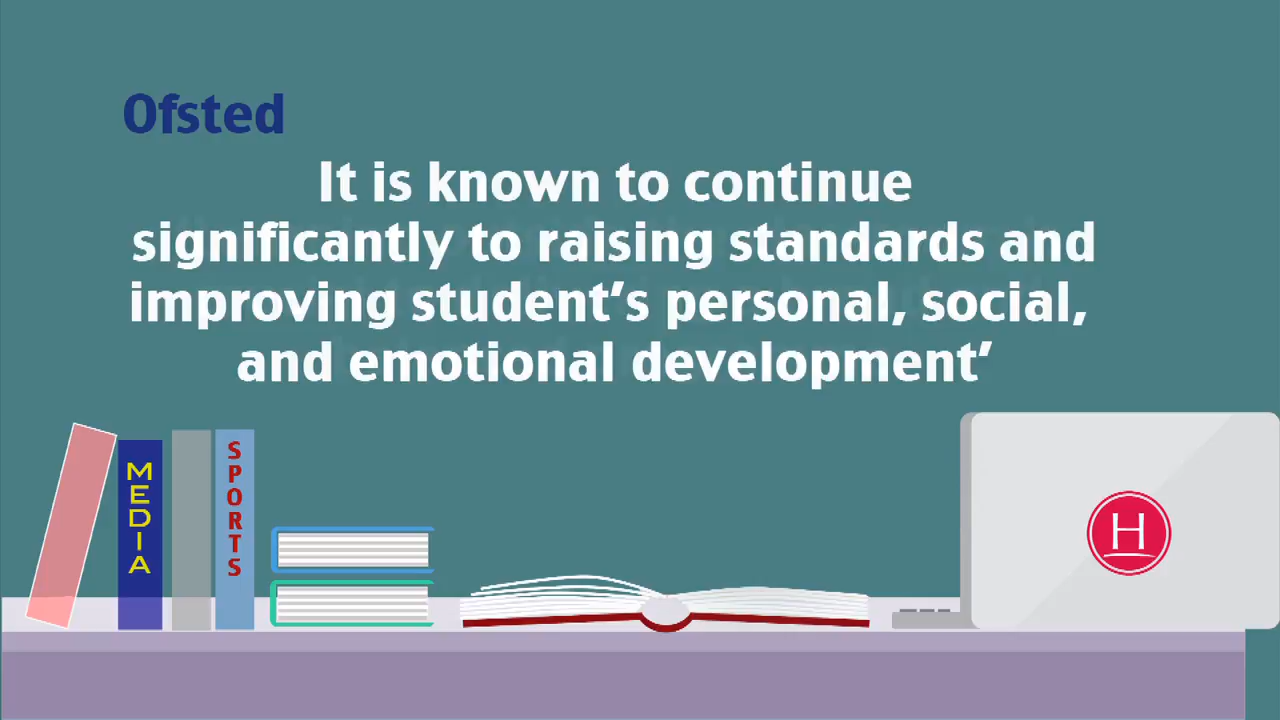 Ofsted
It is known to continue
significantly to raising standards and
improving student’s personal, social,
and emotional development’
MEDIA
SPORTS
H